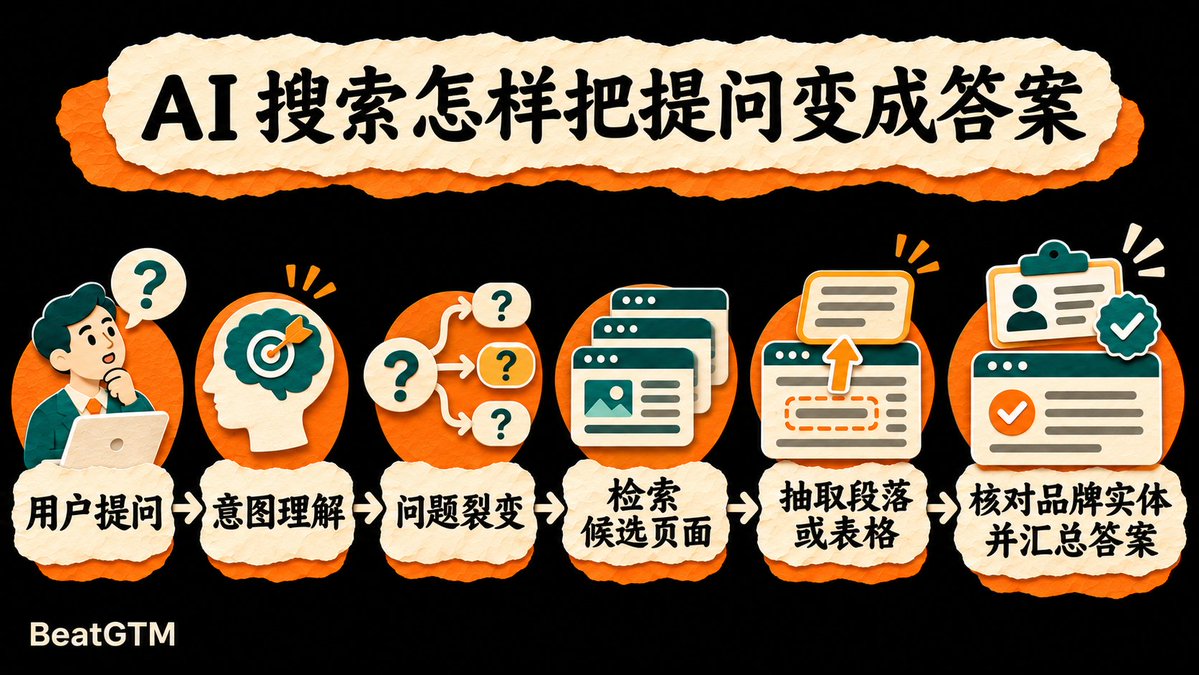 AI 搜索怎样把提问变成答案
?
?
?
?
?
用户提问
意图理解
问题裂变
检索
候选页面
抽取段落
或表格
核对品牌实体
并汇总答案
BeatGTM